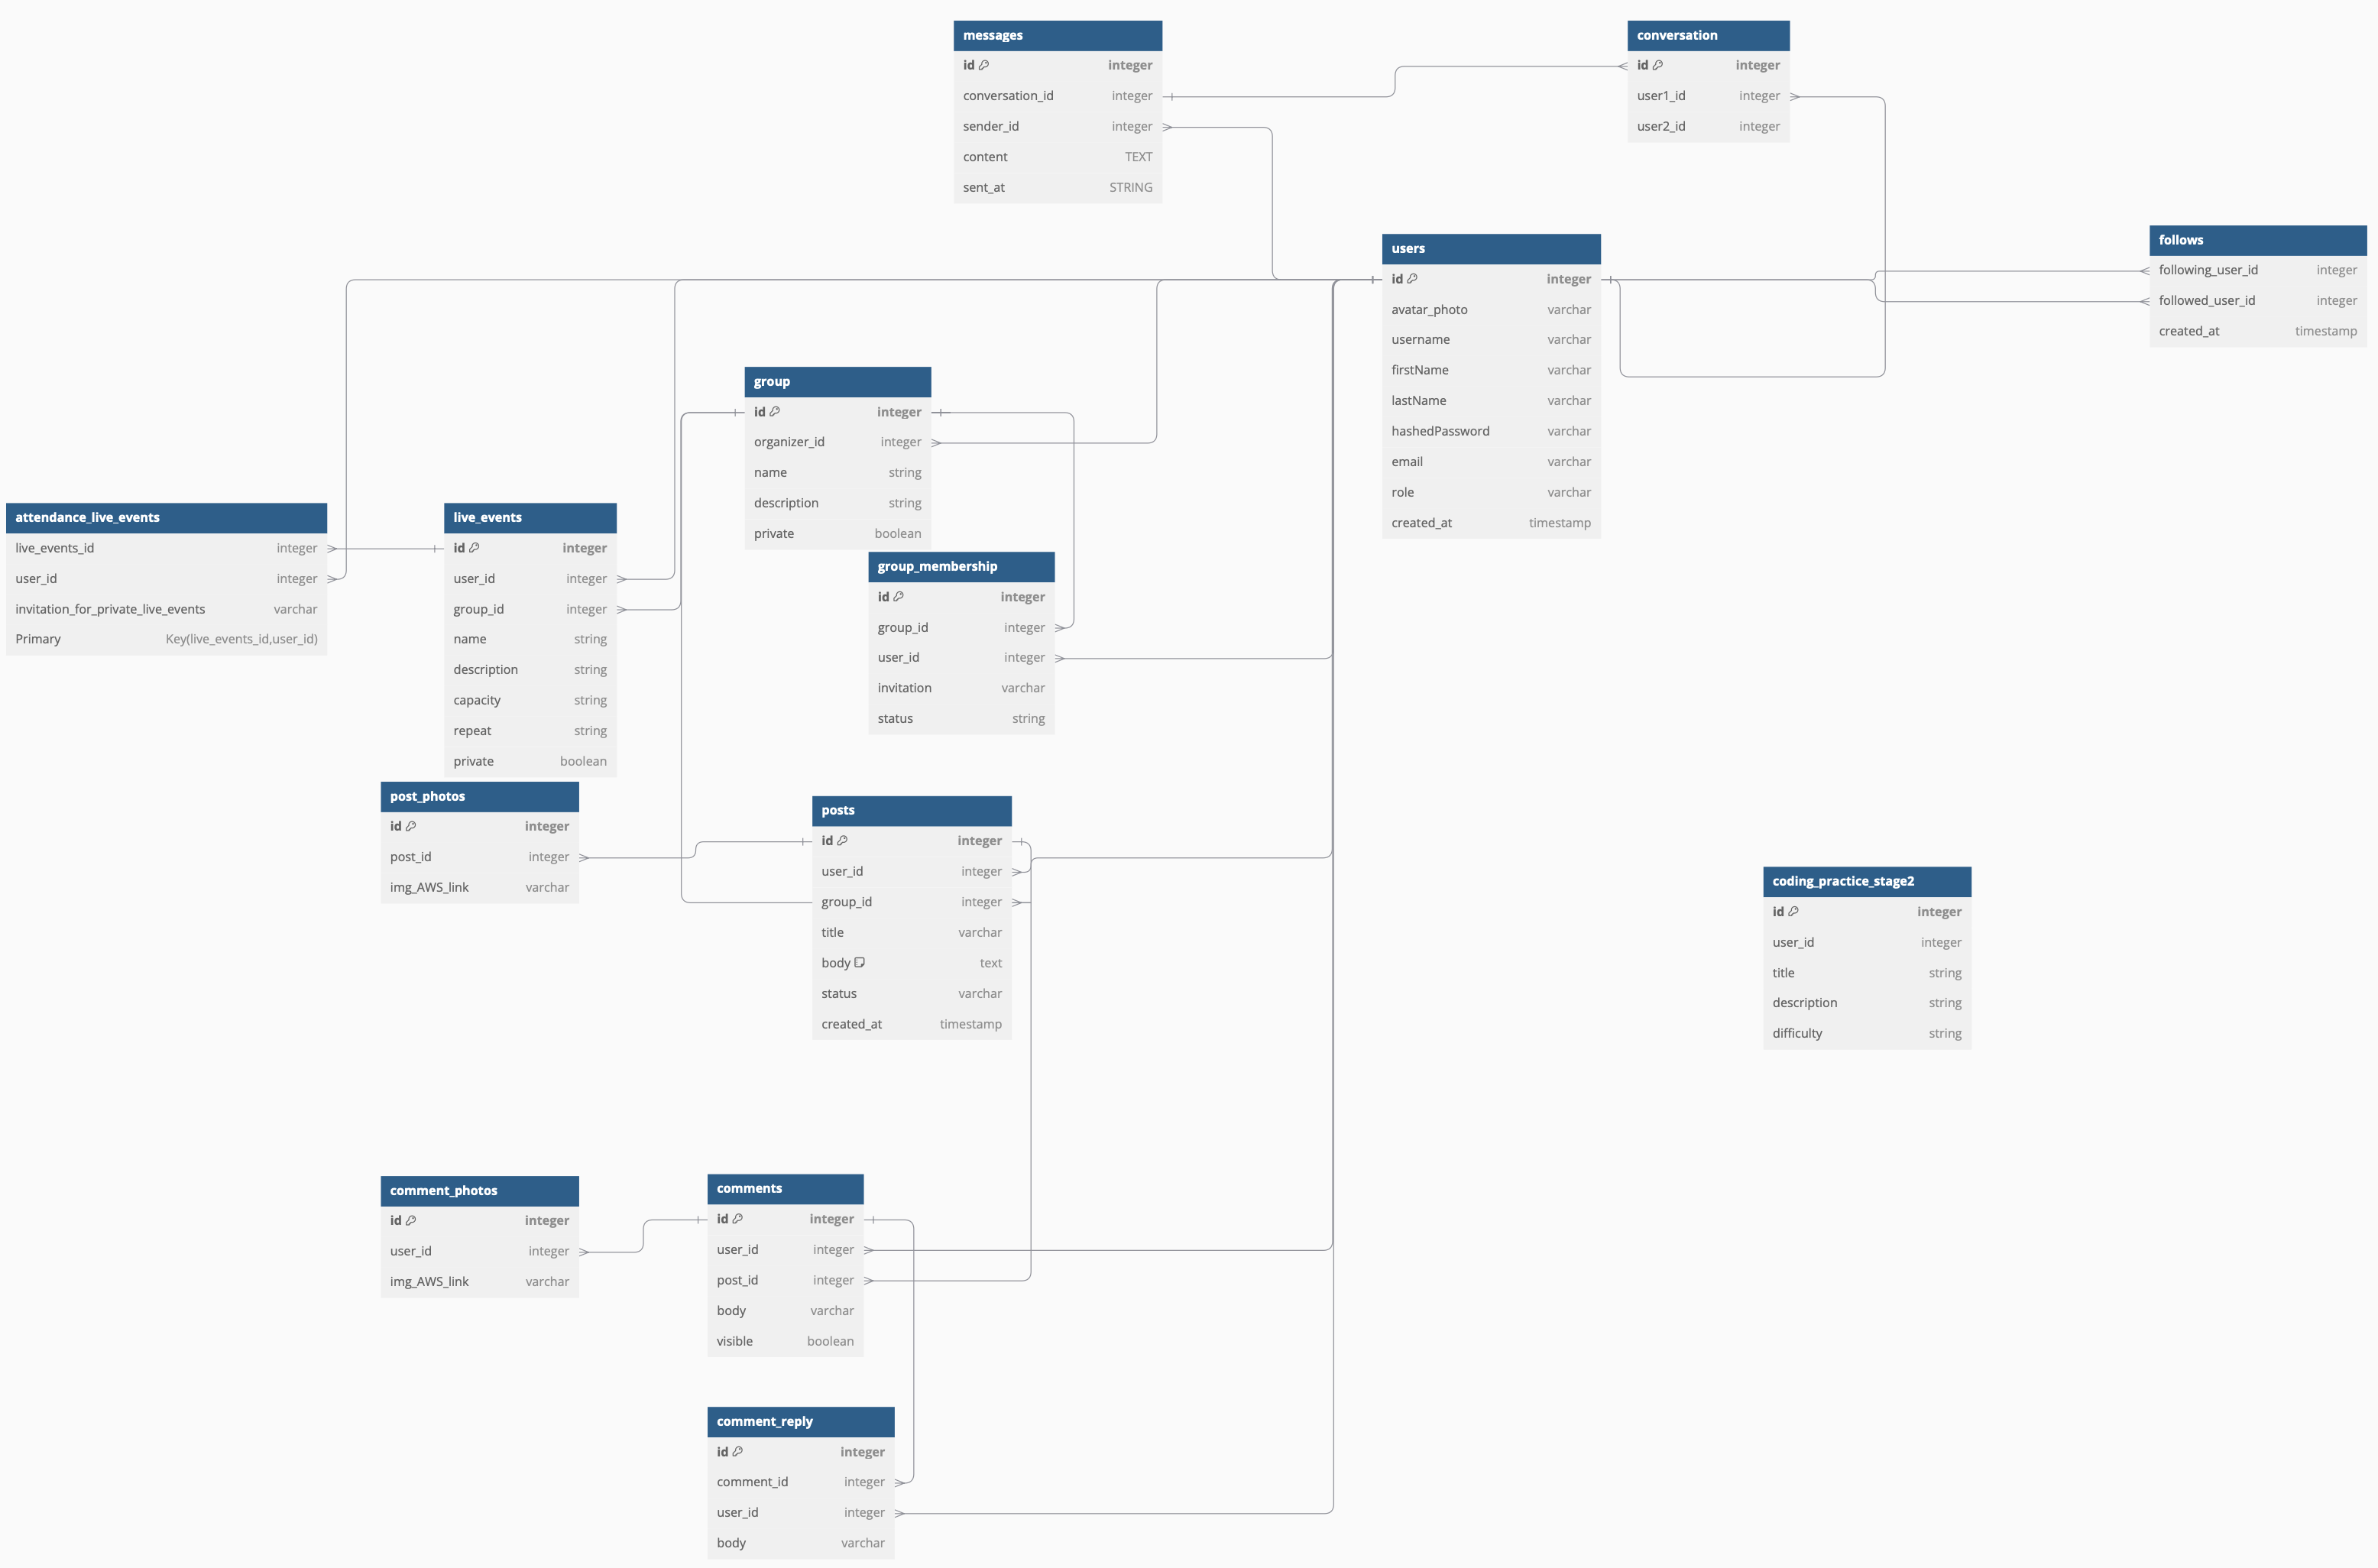 messages
id integer
conversation_id integer
sender_id integer
content TEXT
sent_at STRING
conversation
id integer
user1_id integer
user2_id integer
users
id integer
avatar_photo varchar
username varchar
firstName varchar
lastName varchar
hashedPassword varchar
email varchar
role varchar
created_at timestamp
follows
following_user_id integer
followed_user_id integer
created_at timestamp
group
id integer
organizer_id integer
name string
description string
private boolean
attendance_live_events
live_events_id integer
user_id integer
invitation_for_private_live_events varchar
Primary Key(live_events_id,user_id)
live_events
id integer
user_id integer
group_id integer
name string
description string
capacity string
repeat string
private boolean
group_membership
id integer
group_id integer
user_id integer
invitation varchar
status string
post_photos
id integer
post_id integer
img_AWS_link varchar
posts
id integer
user_id integer
group_id integer
title varchar
body text
status varchar
created_at timestamp
coding_practice_stage2
id integer
user_id integer
title string
description string
difficulty string
comment_photos
id integer
user_id integer
img_AWS_link varchar
comments
id integer
user_id integer
post_id integer
body varchar
visible boolean
comment_reply
id integer
comment_id integer
user_id integer
body varchar